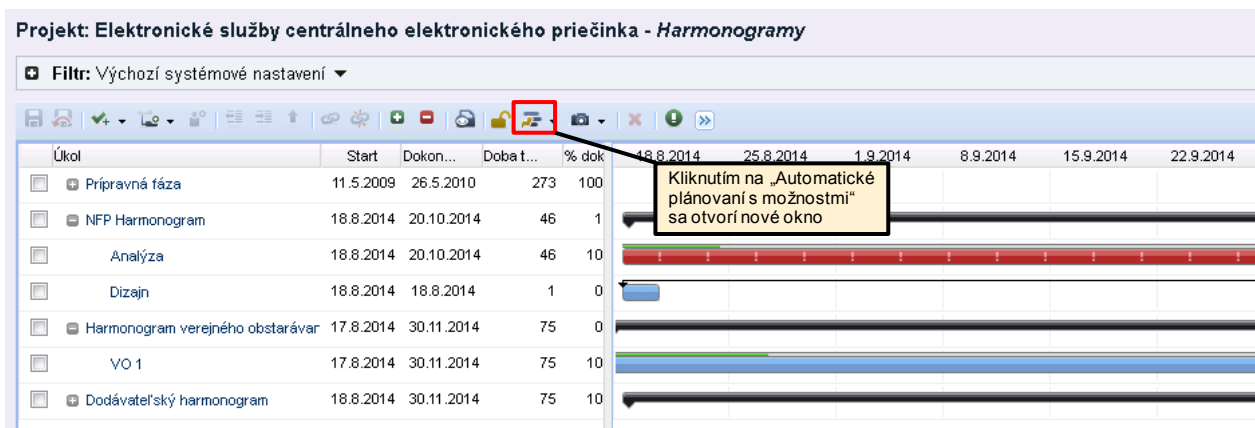 Projekt: Elektronické služby centrálneho elektronického priečinka - Harmonogramy
Filtr: Výchozí systémové nastavení
Úkol Start Dokon... Doba t... % dok 18.8.2014 25.8.2014 1.9.2014 8.9.2014 15.9.2014 22.9.2014
Kliknutím na „Automatické
plánovaní s možnostmi“
sa otvorí nové okno
Prípravná fáza 11.5.2009 26.5.2010 273 100
NFP Harmonogram 18.8.2014 20.10.2014 46 1
Analýza 18.8.2014 20.10.2014 46 10
Dizajn 18.8.2014 18.8.2014 1 0
Harmonogram verejného obstarávan 17.8.2014 30.11.2014 75 0
VO 1 17.8.2014 30.11.2014 75 10
Dodávateľský harmonogram 18.8.2014 30.11.2014 75 10